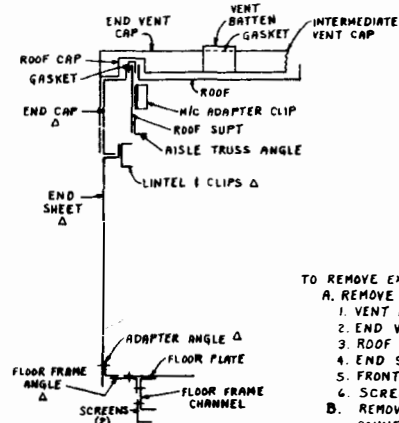 END VENT
CAP
VENT
BATTEN
GASKET
INTERMEDIATE
VENT CAP
ROOF CAP
GASKET
ROOF
END CAP
Δ
H/C ADAPTER CLIP
ROOF SUPT
AISLE TRUSS ANGLE
LINTEL & CLIPS Δ
END
SHEET
Δ
TO REMOVE
A. REMOVE
1. VENT
2. END
3. ROOF
4. END
5. FRONT
6.
B. REMOV
ADAPTER ANGLE Δ
FLOOR PLATE
FLOOR FRAME
ANGLE
Δ
FLOOR FRAME
CHANNEL
SCREENS
(2)